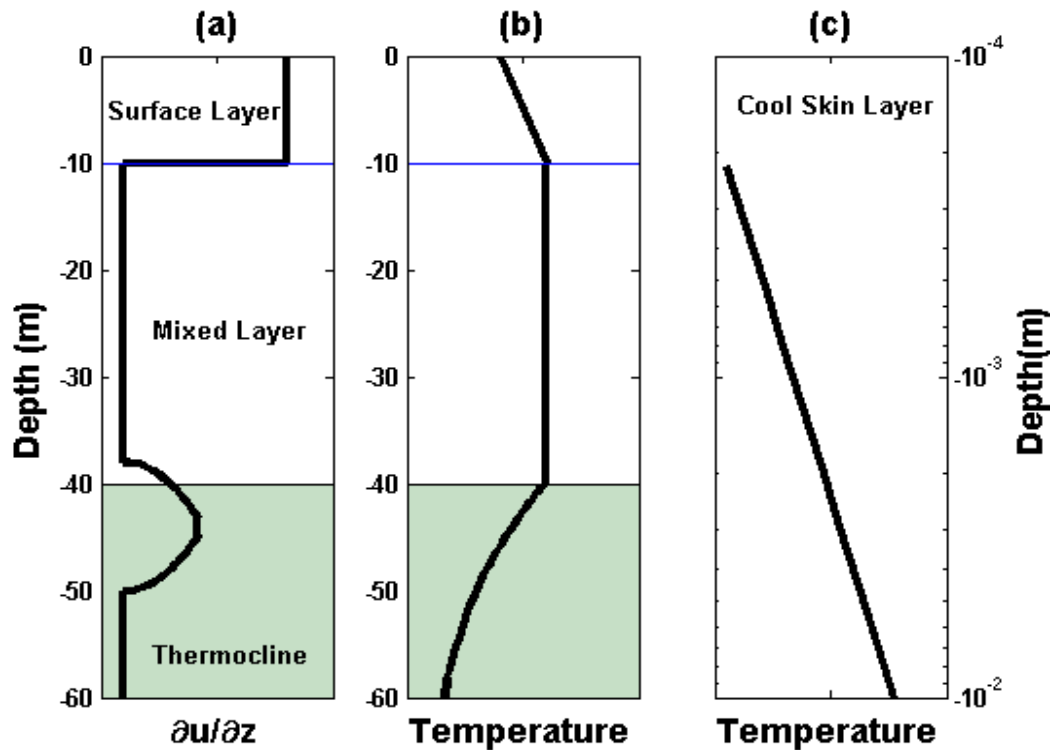 (a)
(b)
(c)
0
-10
-20
-30
-40
-50
-60
Depth (m)
Surface Layer
Mixed Layer
Thermocline
∂u/∂z
0
-10
-20
-30
-40
-50
-60
Temperature
Cool Skin Layer
-10⁻⁴
-10⁻³
-10⁻²
Depth(m)
Temperature